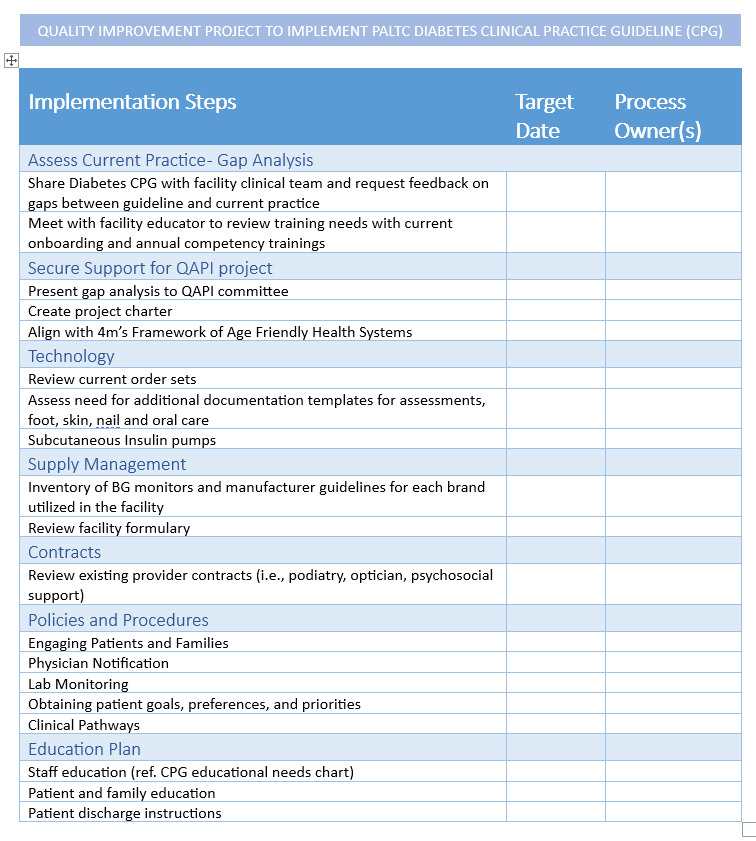 QUALITY IMPROVEMENT PROJECT TO IMPLEMENT PALTC DIABETES CLINICAL PRACTICE GUIDELINE (CPG)
Implementation Steps
Target
Date
Process
Owner(s)
Assess Current Practice- Gap Analysis
Share Diabetes CPG with facility clinical team and request feedback on
gaps between guideline and current practice
Meet with facility educator to review training needs with current
onboarding and annual competency trainings
Secure Support for QAPI project
Present gap analysis to QAPI committee
Create project charter
Align with 4m's Framework of Age Friendly Health Systems
Technology
Review current order sets
Assess need for additional documentation templates for assessments,
foot, skin, nail and oral care
Subcutaneous Insulin pumps
Supply Management
Inventory of BG monitors and manufacturer guidelines for each brand
utilized in the facility
Review facility formulary
Contracts
Review existing provider contracts (i.e., podiatry, optician, psychosocial
support)
Policies and Procedures
Engaging Patients and Families
Physician Notification
Lab Monitoring
Obtaining patient goals, preferences, and priorities
Clinical Pathways
Education Plan
Staff education (ref. CPG educational needs chart)
Patient and family education
Patient discharge instructions